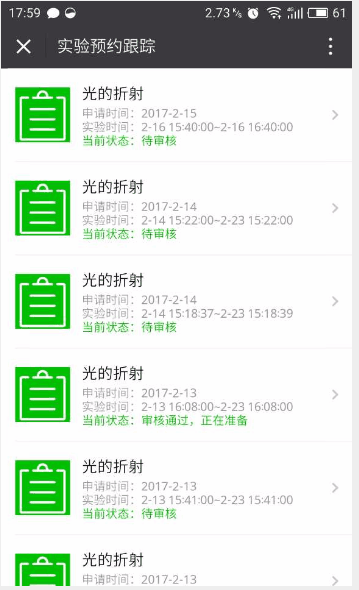 17:59 2.73 K/s 4G 61
实验预约跟踪
光的折射
申请时间：2017-2-15
实验时间：2-16 15:40:00~2-16 16:40:00
当前状态：待审核
光的折射
申请时间：2017-2-14
实验时间：2-14 15:22:00~2-23 15:22:00
当前状态：待审核
光的折射
申请时间：2017-2-14
实验时间：2-14 15:18:37~2-23 15:18:39
当前状态：待审核
光的折射
申请时间：2017-2-13
实验时间：2-13 16:08:00~2-23 16:08:00
当前状态：审核通过，正在准备
光的折射
申请时间：2017-2-13
实验时间：2-13 15:41:00~2-23 15:41:00
当前状态：待审核
光的折射
申请时间：2017-2-13